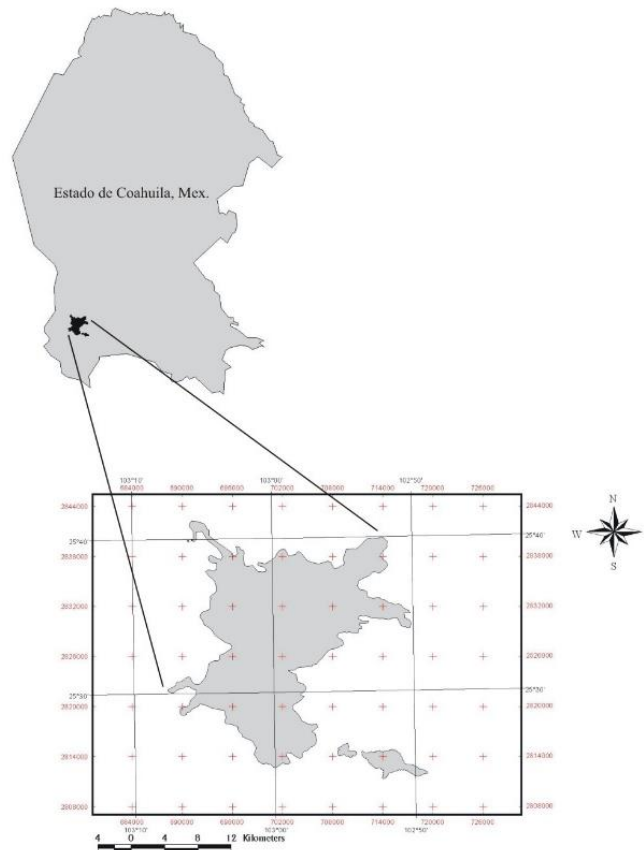 Estado de Coahuila, Mex.
103°10' 103°00' 102°50'
684000 690000 696000 702000 708000 714000 720000 726000
2844000 2844000
25°40' 25°40'
2838000 2838000
2832000 2832000
2826000 2826000
25°30' 25°30'
2820000 2820000
2814000 2814000
2808000 2808000
684000 690000 696000 702000 708000 714000 720000 726000
103°10' 103°00' 102°50'
4 0 4 8 12 Kilometers
N
W E
S